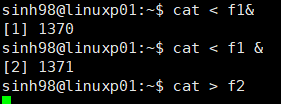 sinh98@linuxp01:~$ cat < f1&
[1] 1370
sinh98@linuxp01:~$ cat < f1 &
[2] 1371
sinh98@linuxp01:~$ cat > f2